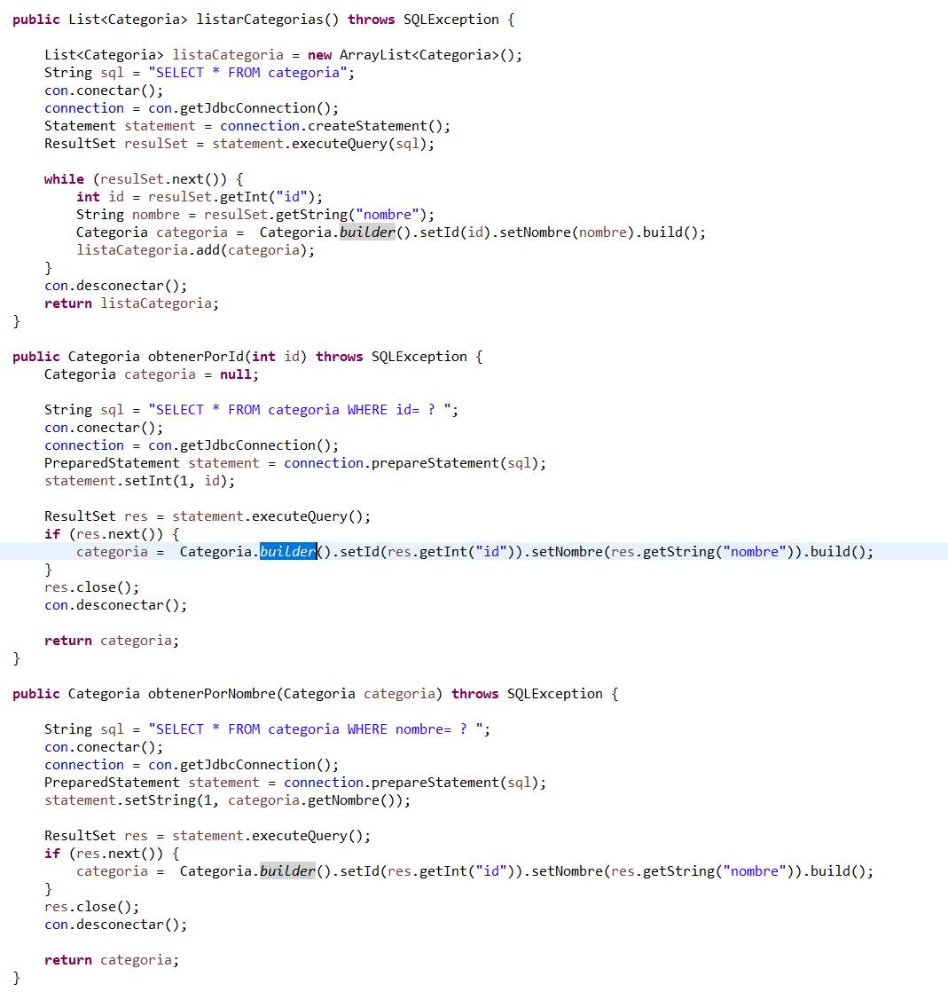 public List<Categoria> listarCategorias() throws SQLException {
List<Categoria> listaCategoria = new ArrayList<Categoria>();
String sql = "SELECT * FROM categoria";
con.conectar();
connection = con.getJdbcConnection();
Statement statement = connection.createStatement();
ResultSet resulSet = statement.executeQuery(sql);
while (resulSet.next()) {
int id = resulSet.getInt("id");
String nombre = resulSet.getString("nombre");
Categoria categoria =  Categoria.builder().setId(id).setNombre(nombre).build();
listaCategoria.add(categoria);
}
con.desconectar();
return listaCategoria;
}
public Categoria obtenerPorId(int id) throws SQLException {
Categoria categoria = null;
String sql = "SELECT * FROM categoria WHERE id= ? ";
con.conectar();
connection = con.getJdbcConnection();
PreparedStatement statement = connection.prepareStatement(sql);
statement.setInt(1, id);
ResultSet res = statement.executeQuery();
if (res.next()) {
categoria =  Categoria.builder().setId(res.getInt("id")).setNombre(res.getString("nombre")).build();
}
res.close();
con.desconectar();
return categoria;
}
public Categoria obtenerPorNombre(Categoria categoria) throws SQLException {
String sql = "SELECT * FROM categoria WHERE nombre= ? ";
con.conectar();
connection = con.getJdbcConnection();
PreparedStatement statement = connection.prepareStatement(sql);
statement.setString(1, categoria.getNombre());
ResultSet res = statement.executeQuery();
if (res.next()) {
categoria =  Categoria.builder().setId(res.getInt("id")).setNombre(res.getString("nombre")).build();
}
res.close();
con.desconectar();
return categoria;
}